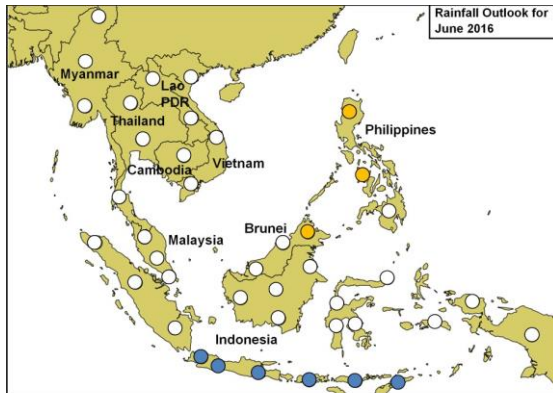 Rainfall Outlook for
June 2016
Myanmar
Lao
PDR
Thailand
Philippines
Cambodia
Vietnam
Brunei
Malaysia
Indonesia